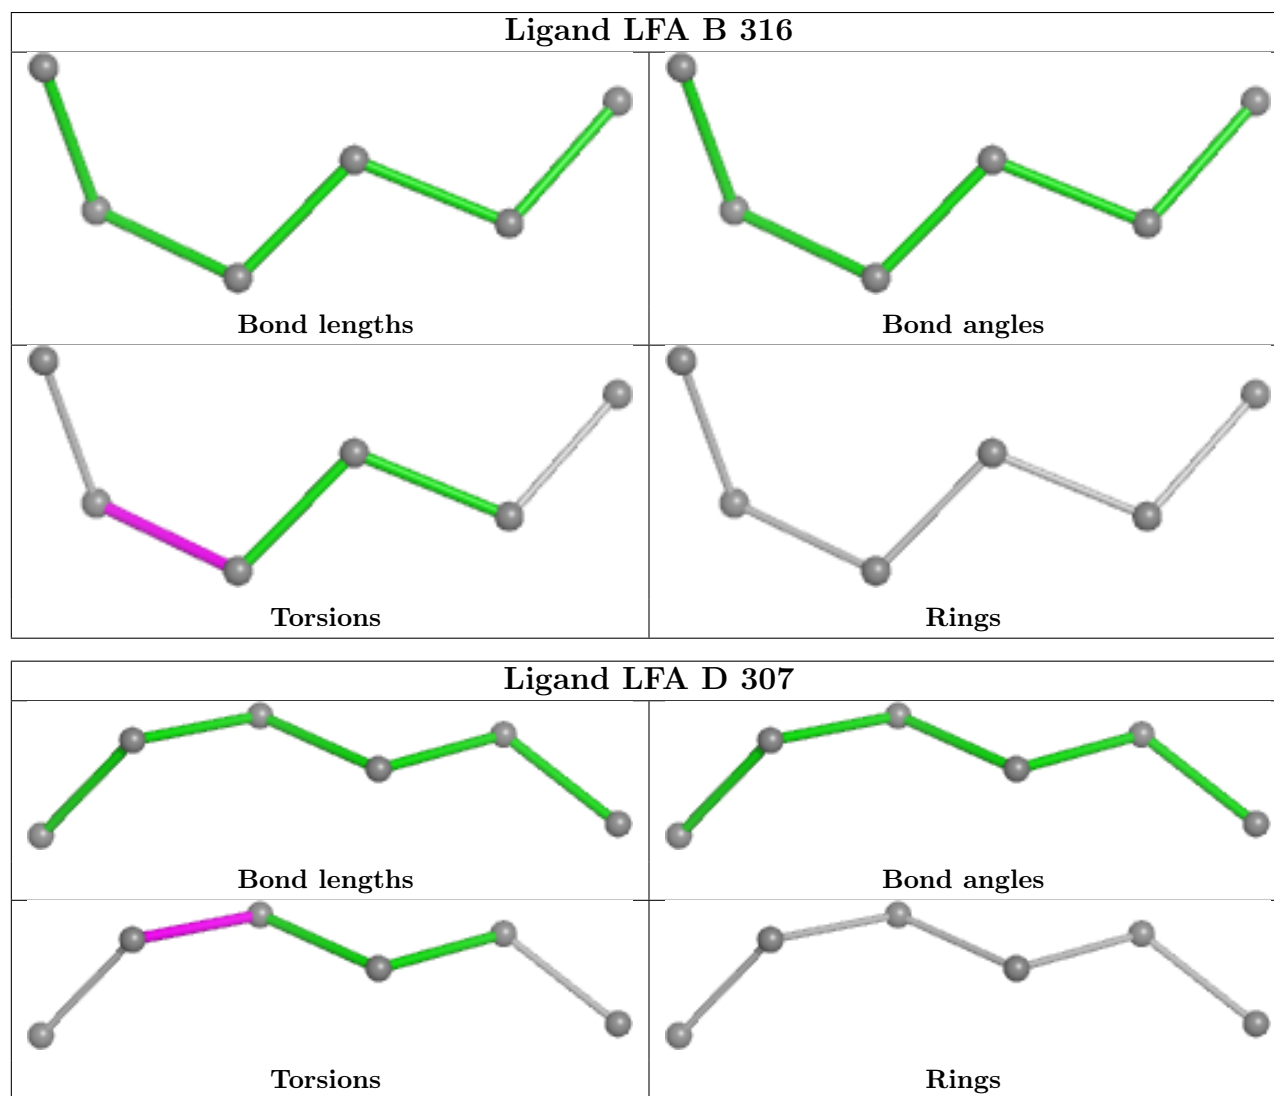 Ligand LFA B 316
Bond lengths
Bond angles
Torsions
Rings
Ligand LFA D 307
Bond lengths
Bond angles
Torsions
Rings